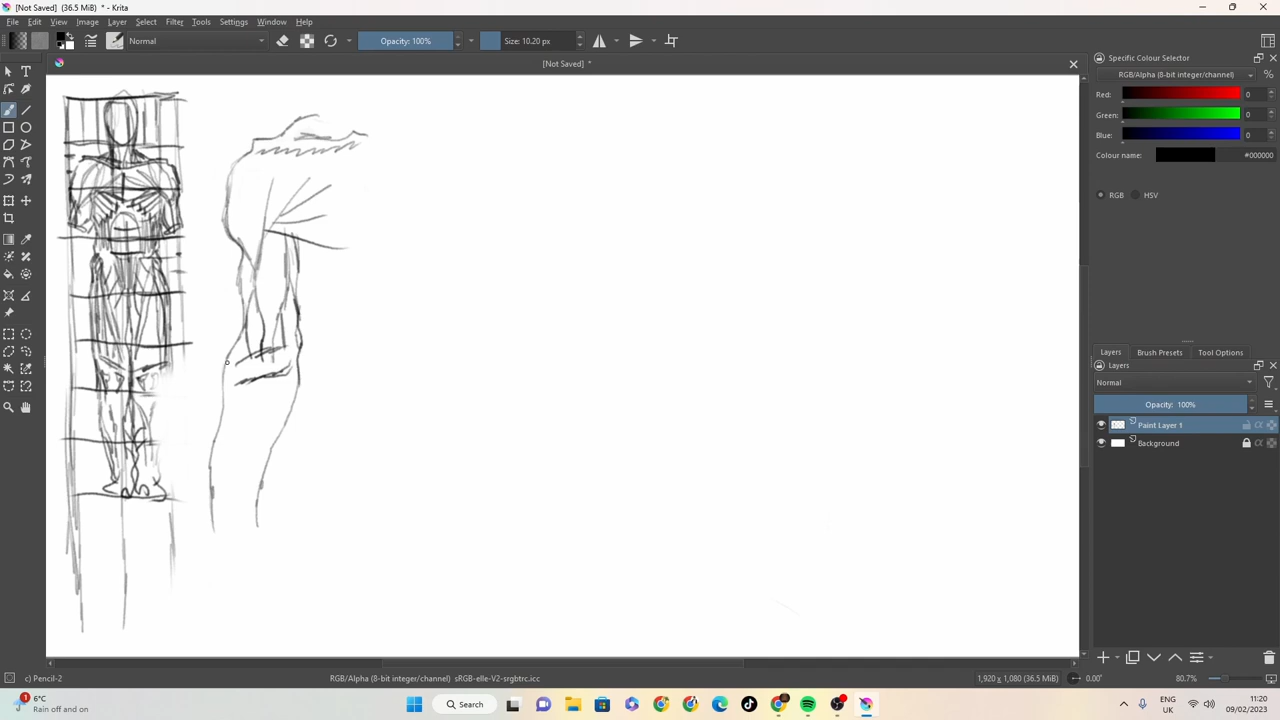 [Not Saved] (36.5 MiB) * - Krita
File Edit View Image Layer Select Filter Tools Settings Window Help
Normal Opacity: 100% Size: 10.20 px
[Not Saved] *
Specific Colour Selector
RGB/Alpha (8-bit integer/channel) %
Red: 0
Green: 0
Blue: 0
Colour name: #000000
RGB HSV
Layers Brush Presets Tool Options
Layers
Normal
Opacity: 100%
Paint Layer 1
Background
c) Pencil-2 RGB/Alpha (8-bit integer/channel) sRGB-elle-V2-srgbtrc.icc 1,920 x 1,080 (36.5 MiB) 0.00° 80.7%
1 6°C
Rain off and on
Search
ENG
UK
11:20
09/02/2023